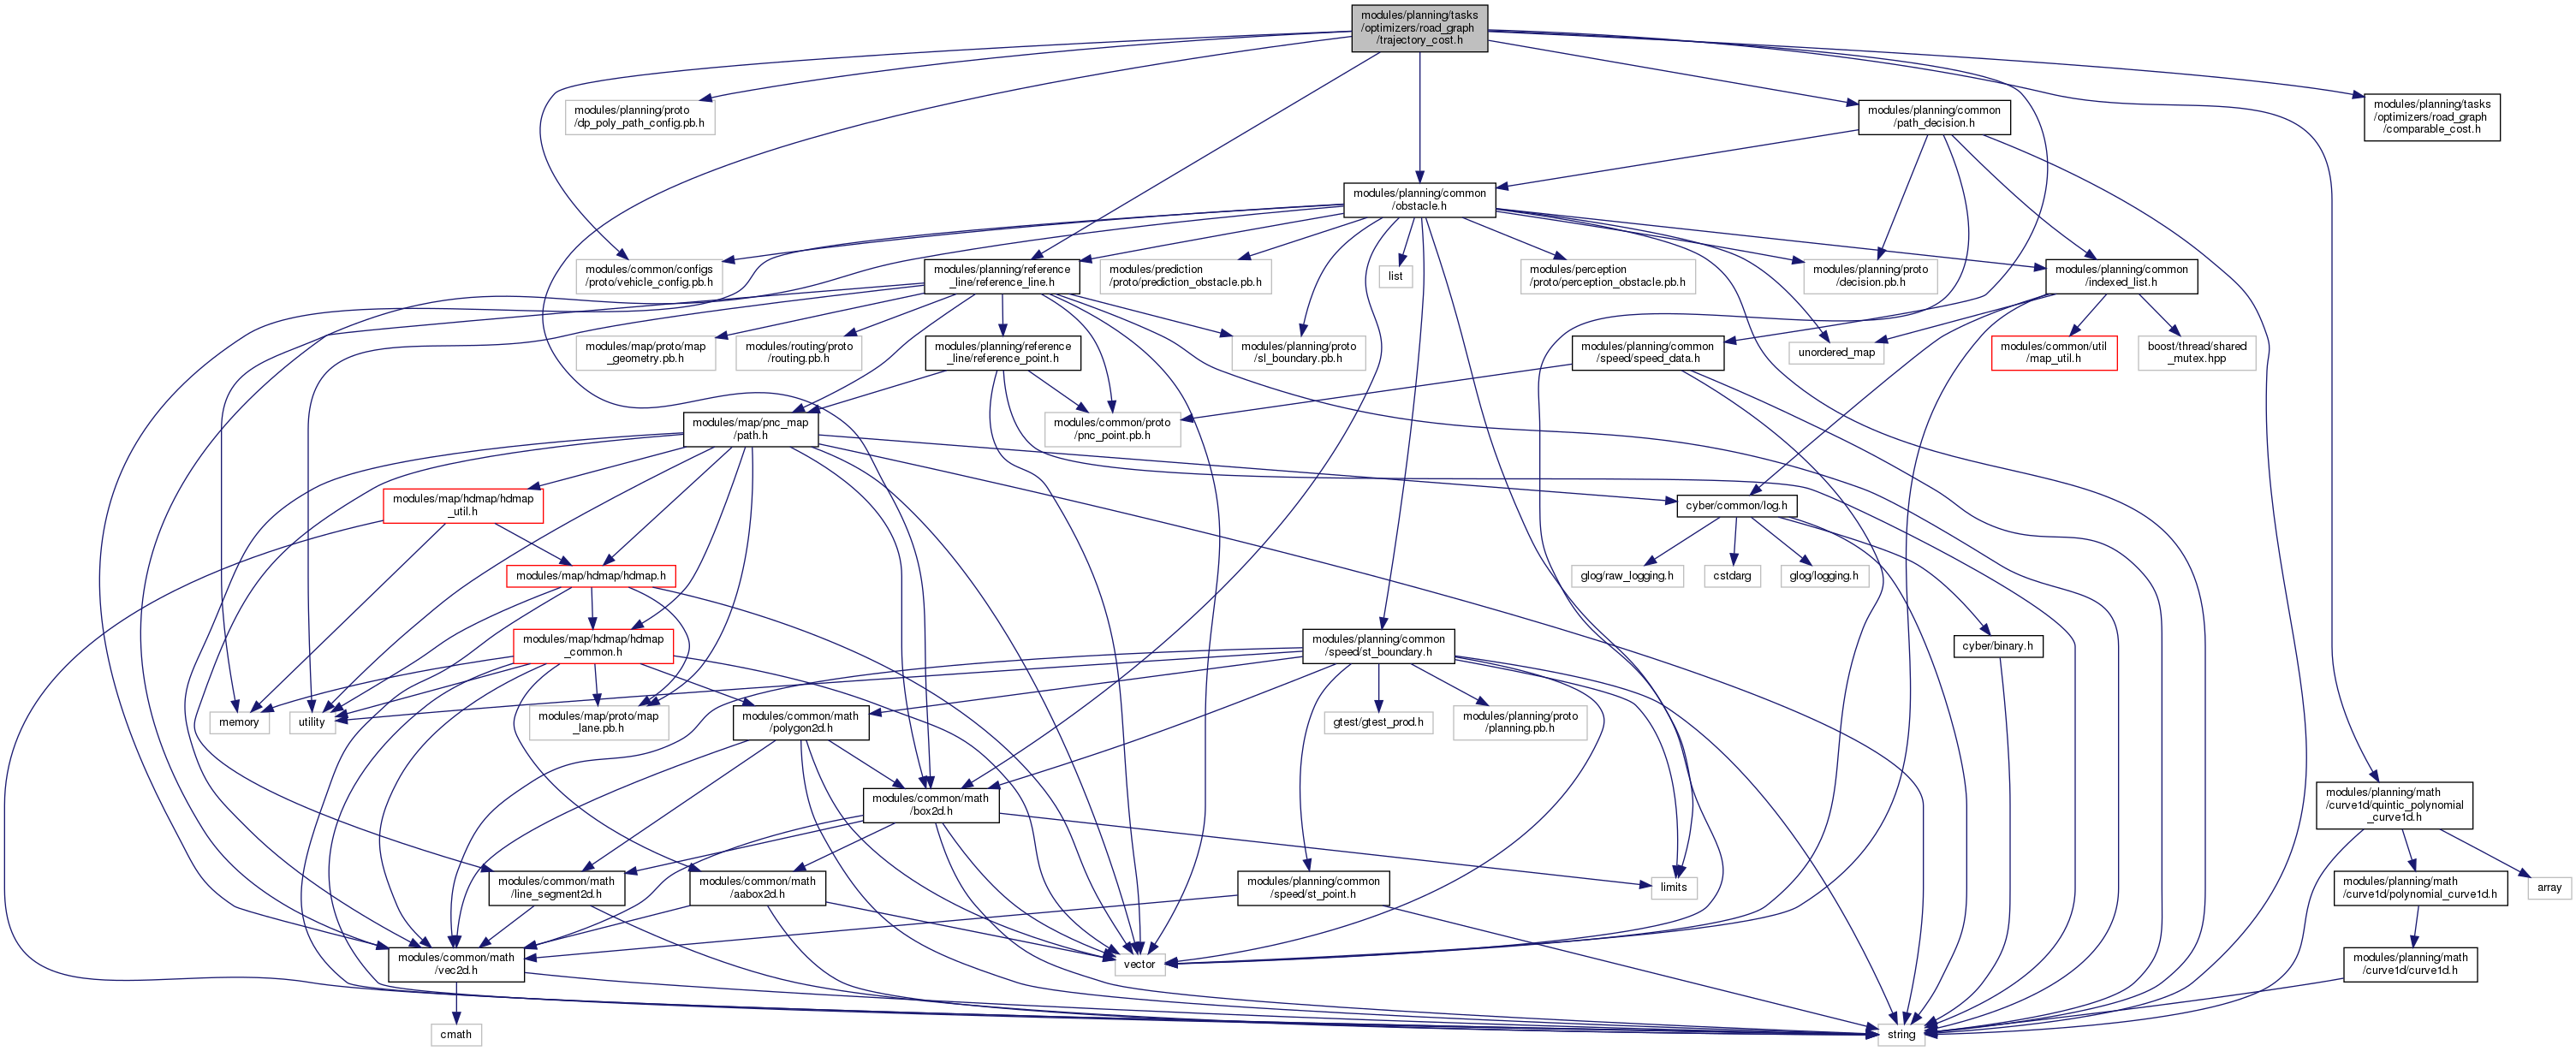 modules/planning/tasks
/optimizers/road_graph
/trajectory_cost.h
modules/planning/proto
/dp_poly_path_config.pb.h
modules/planning/common
/path_decision.h
modules/planning/tasks
/optimizers/road_graph
/comparable_cost.h
modules/planning/common
/obstacle.h
modules/common/configs
/proto/vehicle_config.pb.h
modules/planning/reference
_line/reference_line.h
modules/prediction
/proto/prediction_obstacle.pb.h
list
modules/perception
/proto/perception_obstacle.pb.h
modules/planning/proto
/decision.pb.h
modules/planning/common
/indexed_list.h
modules/map/proto/map
_geometry.pb.h
modules/routing/proto
/routing.pb.h
modules/planning/reference
_line/reference_point.h
modules/planning/proto
/sl_boundary.pb.h
modules/planning/common
/speed/speed_data.h
unordered_map
modules/common/util
/map_util.h
boost/thread/shared
_mutex.hpp
modules/map/pnc_map
/path.h
modules/common/proto
/pnc_point.pb.h
modules/map/hdmap/hdmap
_util.h
cyber/common/log.h
modules/map/hdmap/hdmap.h
glog/raw_logging.h
cstdarg
glog/logging.h
modules/map/hdmap/hdmap
_common.h
modules/planning/common
/speed/st_boundary.h
cyber/binary.h
memory
utility
modules/map/proto/map
_lane.pb.h
modules/common/math
/polygon2d.h
gtest/gtest_prod.h
modules/planning/proto
/planning.pb.h
modules/common/math
/box2d.h
modules/planning/math
/curve1d/quintic_polynomial
_curve1d.h
modules/common/math
/line_segment2d.h
modules/common/math
/aabox2d.h
modules/planning/common
/speed/st_point.h
limits
modules/planning/math
/curve1d/polynomial_curve1d.h
array
modules/common/math
/vec2d.h
vector
modules/planning/math
/curve1d/curve1d.h
cmath
string